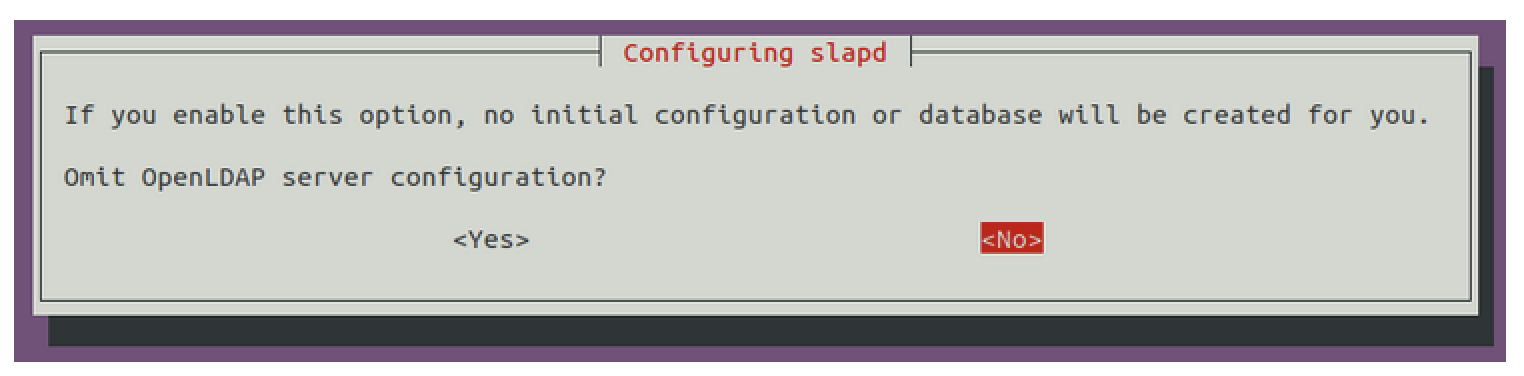 Configuring slapd
If you enable this option, no initial configuration or database will be created for you.
Omit OpenLDAP server configuration?
<Yes> <No>